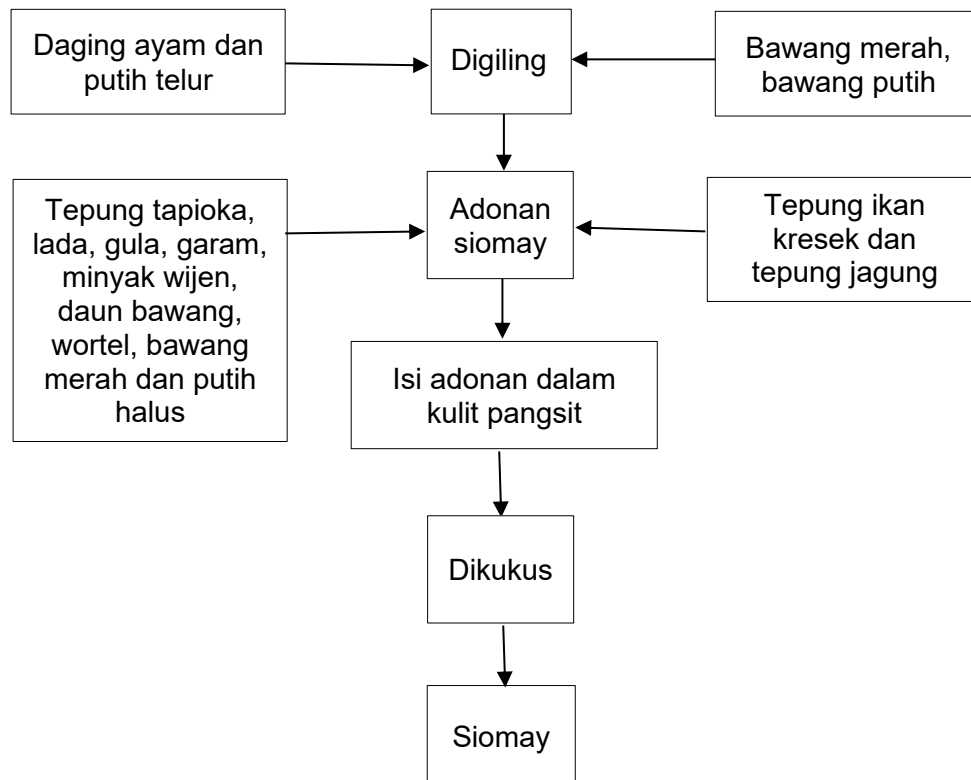 Daging ayam dan
putih telur
Digiling
Bawang merah,
bawang putih
Tepung tapioka,
lada, gula, garam,
minyak wijen,
daun bawang,
wortel, bawang
merah dan putih
halus
Adonan
siomay
Tepung ikan
kresek dan
tepung jagung
Isi adonan dalam
kulit pangsit
Dikukus
Siomay